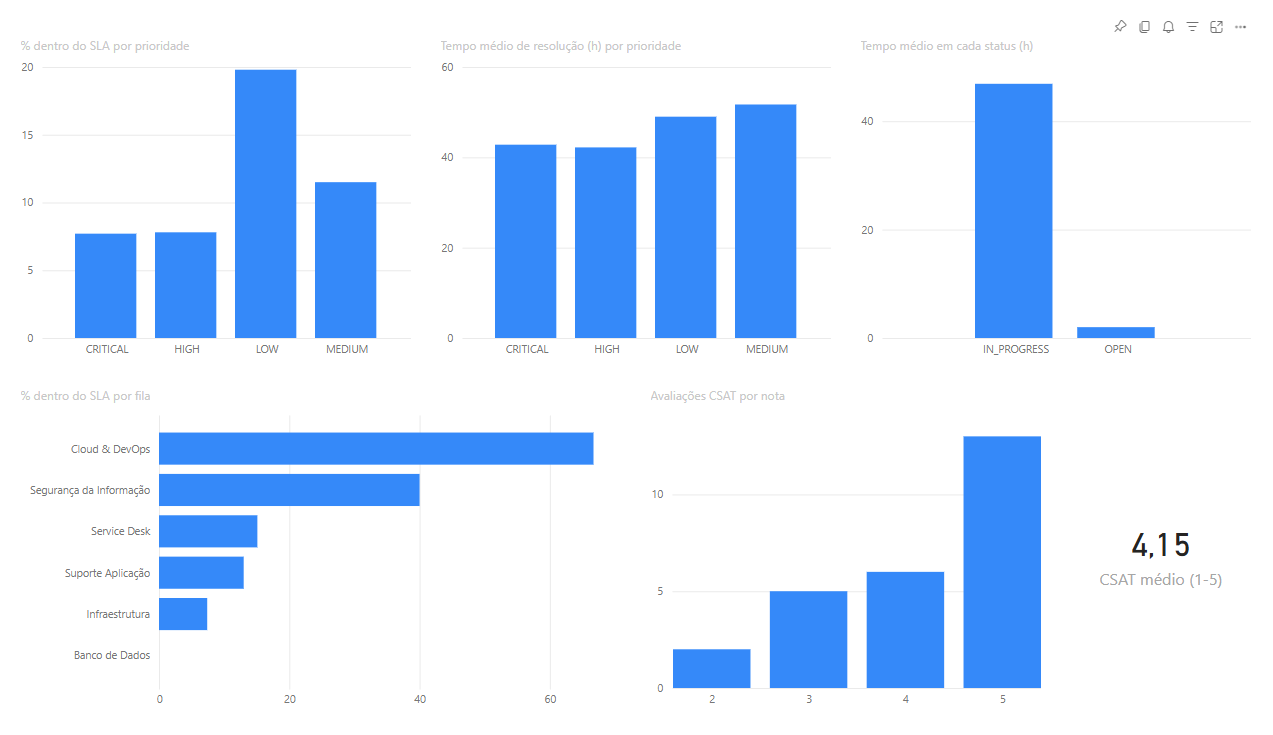 % dentro do SLA por prioridade
20
15
10
5
0
CRITICAL
HIGH
LOW
MEDIUM
Tempo médio de resolução (h) por prioridade
60
40
20
0
CRITICAL
HIGH
LOW
MEDIUM
Tempo médio em cada status (h)
40
20
0
IN_PROGRESS
OPEN
% dentro do SLA por fila
Cloud & DevOps
Segurança da Informação
Service Desk
Suporte Aplicação
Infraestrutura
Banco de Dados
0
20
40
60
Avaliações CSAT por nota
10
5
0
2
3
4
5
4,15
CSAT médio (1-5)